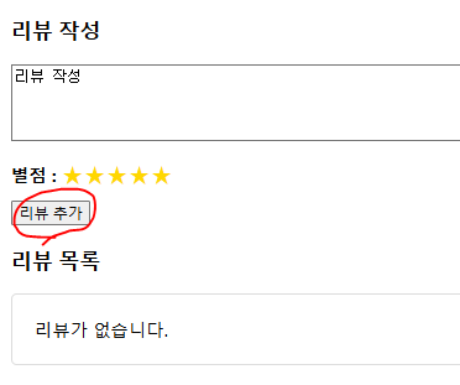 리뷰 작성
리뷰 작성
별점 : ★★★★★
리뷰 추가
리뷰 목록
리뷰가 없습니다.